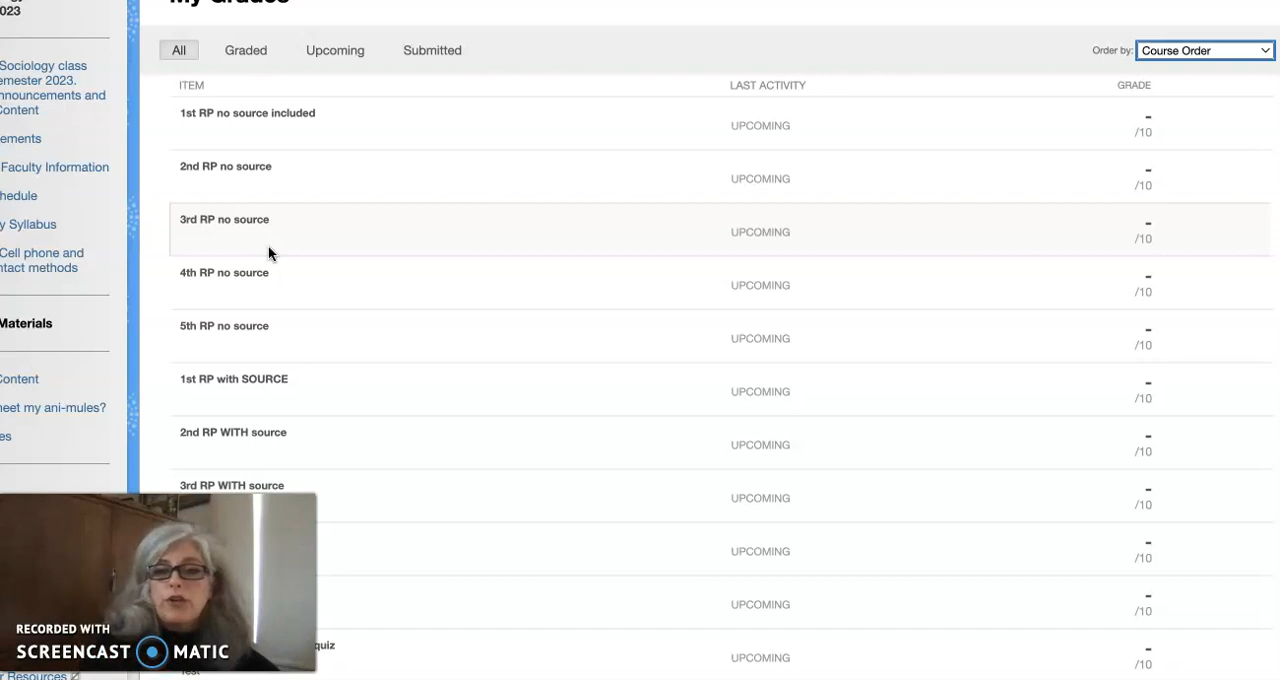 My Grades
023
Sociology class
emester 2023.
nnouncements and
Content
ements
Faculty Information
hedule
y Syllabus
Cell phone and
ntact methods
Materials
Content
neet my ani-mules?
es
r Resources
All
Graded
Upcoming
Submitted
Order by:
Course Order
ITEM
LAST ACTIVITY
GRADE
1st RP no source included
UPCOMING
-
/10
2nd RP no source
UPCOMING
-
/10
3rd RP no source
UPCOMING
-
/10
4th RP no source
UPCOMING
-
/10
5th RP no source
UPCOMING
-
/10
1st RP with SOURCE
UPCOMING
-
/10
2nd RP WITH source
UPCOMING
-
/10
3rd RP WITH source
UPCOMING
-
/10
UPCOMING
-
/10
UPCOMING
-
/10
quiz
Test
UPCOMING
-
/10
RECORDED WITH
SCREENCAST MATIC